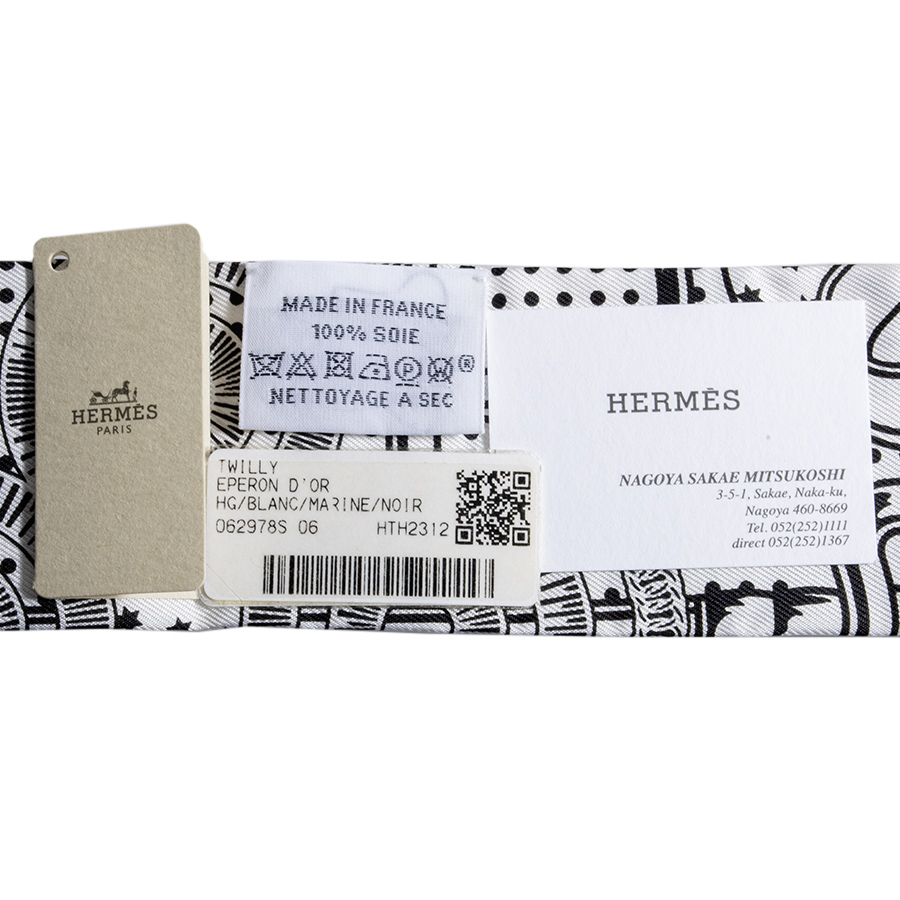 HERMÈS
PARIS
MADE IN FRANCE
100% SOIE
®
NETTOYAGE A SEC
TWILLY
EPERON D'OR
HG/BLANC/MARINE/NOIR
062978S 06 HTH2312
HERMÈS
NAGOYA SAKAE MITSUKOSHI
3-5-1, Sakae, Naka-ku,
Nagoya 460-8669
Tel. 052(252)1111
direct 052(252)1367